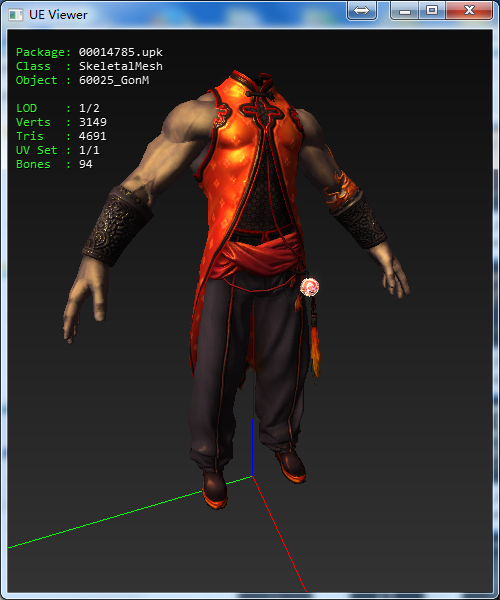 UE Viewer
Package: 00014785.upk
Class : SkeletalMesh
Object : 60025_GonM
LOD : 1/2
Verts : 3149
Tris : 4691
UV Set : 1/1
Bones : 94